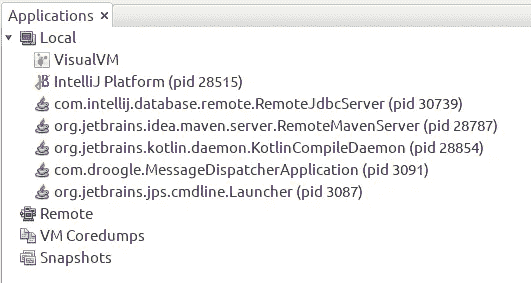 Applications ×
Local
VisualVM
IntelliJ Platform (pid 28515)
com.intellij.database.remote.RemoteJdbcServer (pid 30739)
org.jetbrains.idea.maven.server.RemoteMavenServer (pid 28787)
org.jetbrains.kotlin.daemon.KotlinCompileDaemon (pid 28854)
com.droogle.MessageDispatcherApplication (pid 3091)
org.jetbrains.jps.cmdline.Launcher (pid 3087)
Remote
VM Coredumps
Snapshots